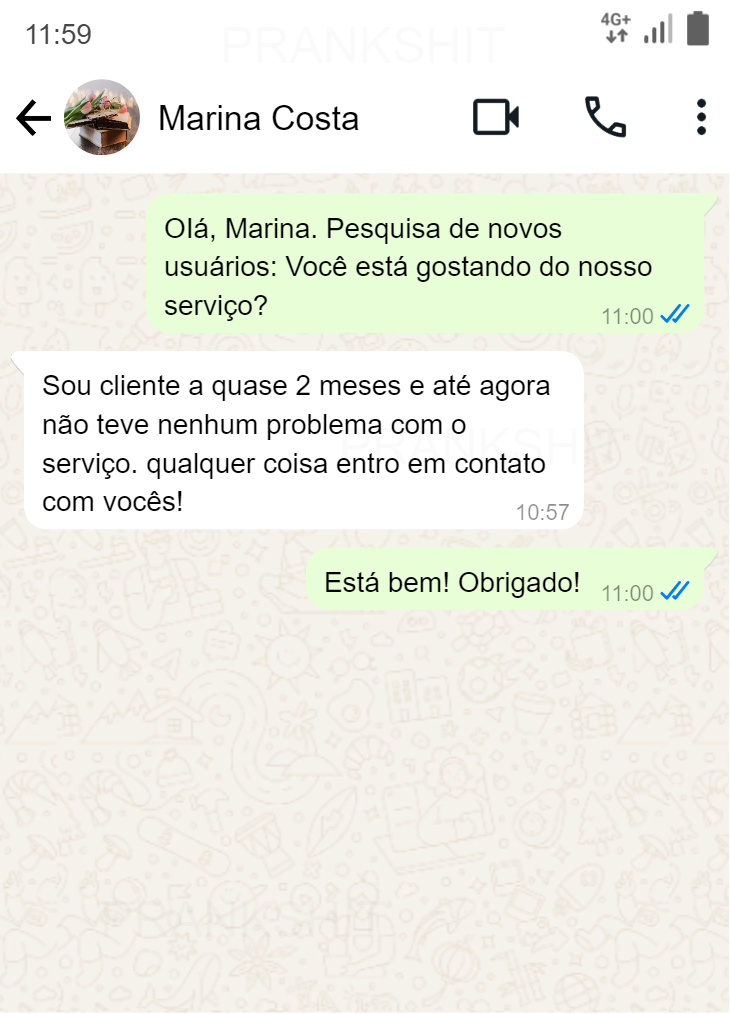 PRANKSHIT
11:59
4G+
Marina Costa
Olá, Marina. Pesquisa de novos
usuários: Você está gostando do nosso
serviço?
11:00
Sou cliente a quase 2 meses e até agora
não teve nenhum problema com o
PRANKSHIT
serviço. qualquer coisa entro em contato
com vocês!
10:57
Está bem! Obrigado!
11:00
PRANKSHIT